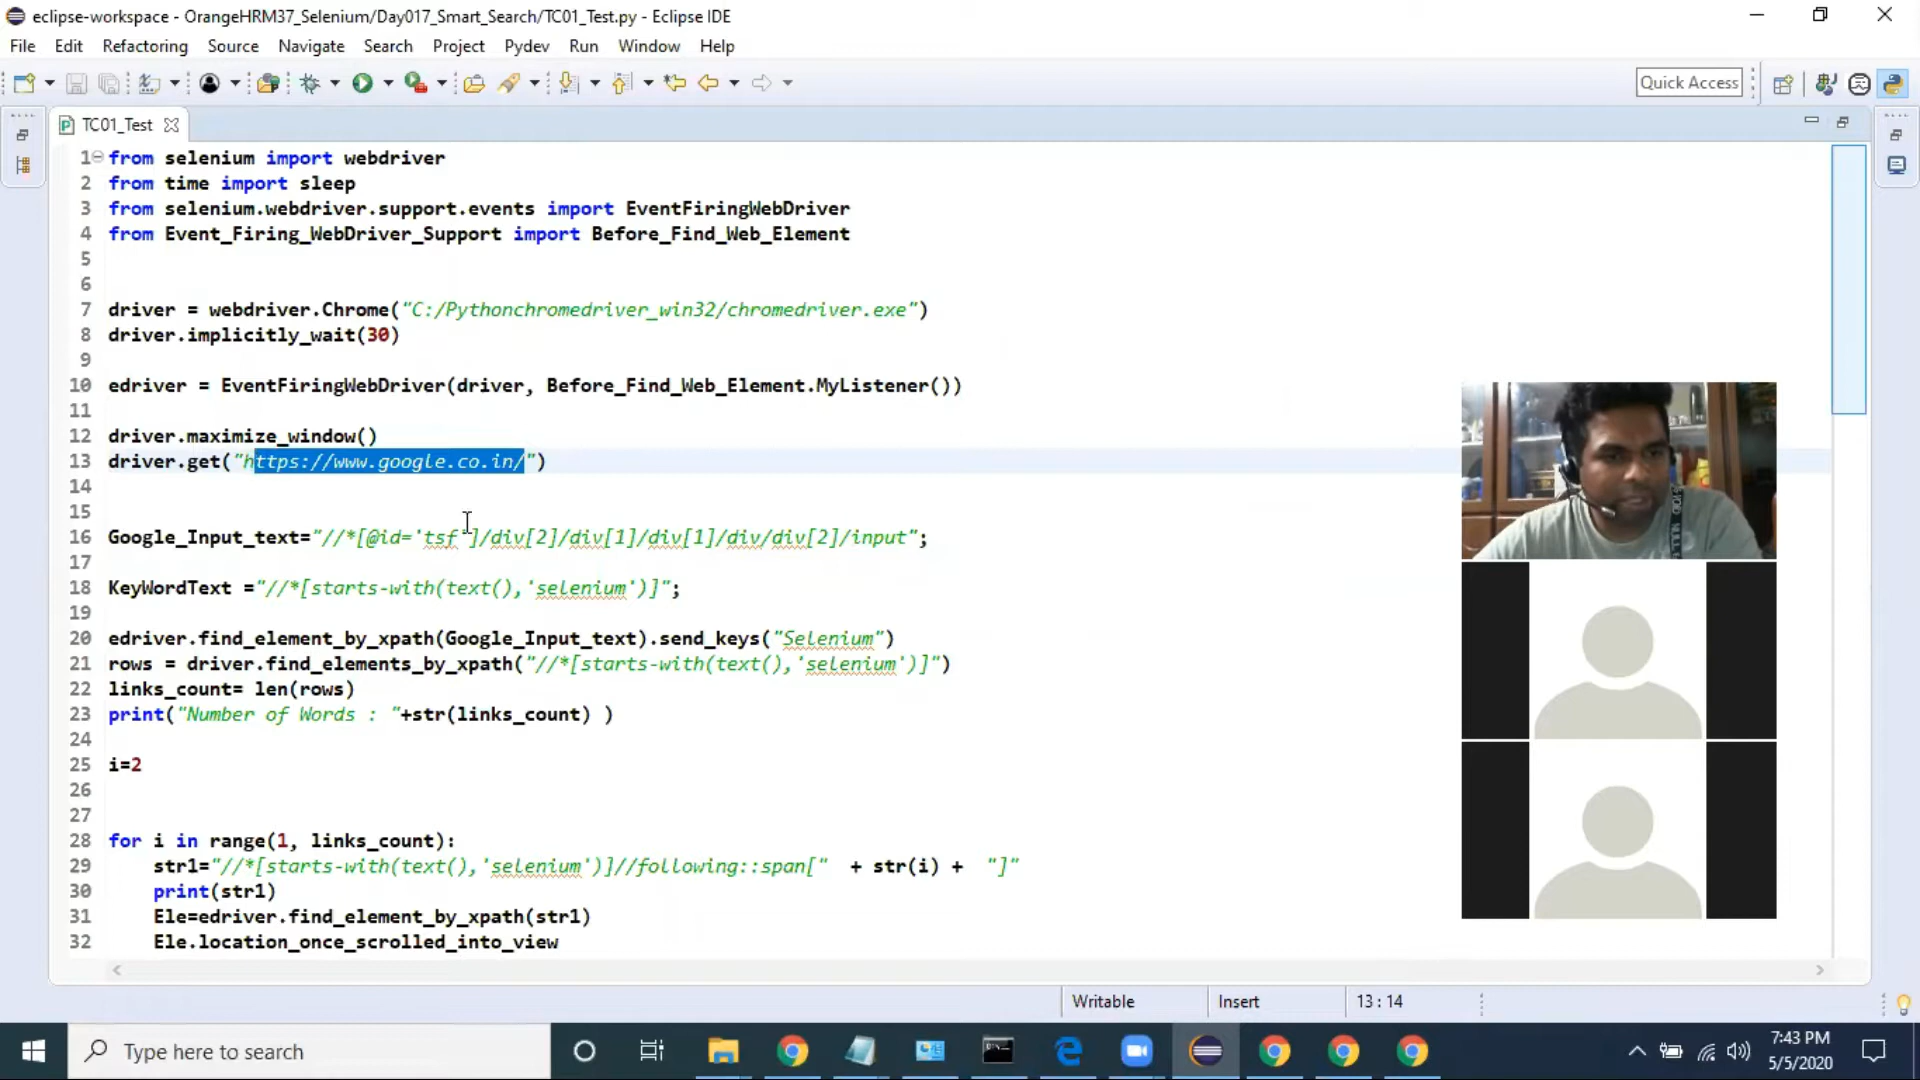 eclipse-workspace - OrangeHRM37_Selenium/Day017_Smart_Search/TC01_Test.py - Eclipse IDE
File Edit Refactoring Source Navigate Search Project Pydev Run Window Help
Quick Access
TC01_Test
1 from selenium import webdriver
2 from time import sleep
3 from selenium.webdriver.support.events import EventFiringWebDriver
4 from Event_Firing_WebDriver_Support import Before_Find_Web_Element
5
6
7 driver = webdriver.Chrome("C:/Pythonchromedriver_win32/chromedriver.exe")
8 driver.implicitly_wait(30)
9
10 edriver = EventFiringWebDriver(driver, Before_Find_Web_Element.MyListener())
11
12 driver.maximize_window()
13 driver.get("https://www.google.co.in/")
14
15
16 Google_Input_text="//*[@id='tsf']/div[2]/div[1]/div[1]/div/div[2]/input";
17
18 KeyWordText ="//*[starts-with(text(),'selenium')]";
19
20 edriver.find_element_by_xpath(Google_Input_text).send_keys("Selenium")
21 rows = driver.find_elements_by_xpath("//*[starts-with(text(),'selenium')]")
22 links_count= len(rows)
23 print("Number of Words : "+str(links_count) )
24
25 i=2
26
27
28 for i in range(1, links_count):
29 str1="//*[starts-with(text(),'selenium')]//following::span[" + str(i) + "]"
30 print(str1)
31 Ele=edriver.find_element_by_xpath(str1)
32 Ele.location_once_scrolled_into_view
Writable Insert 13 : 14
Type here to search
7:43 PM
5/5/2020